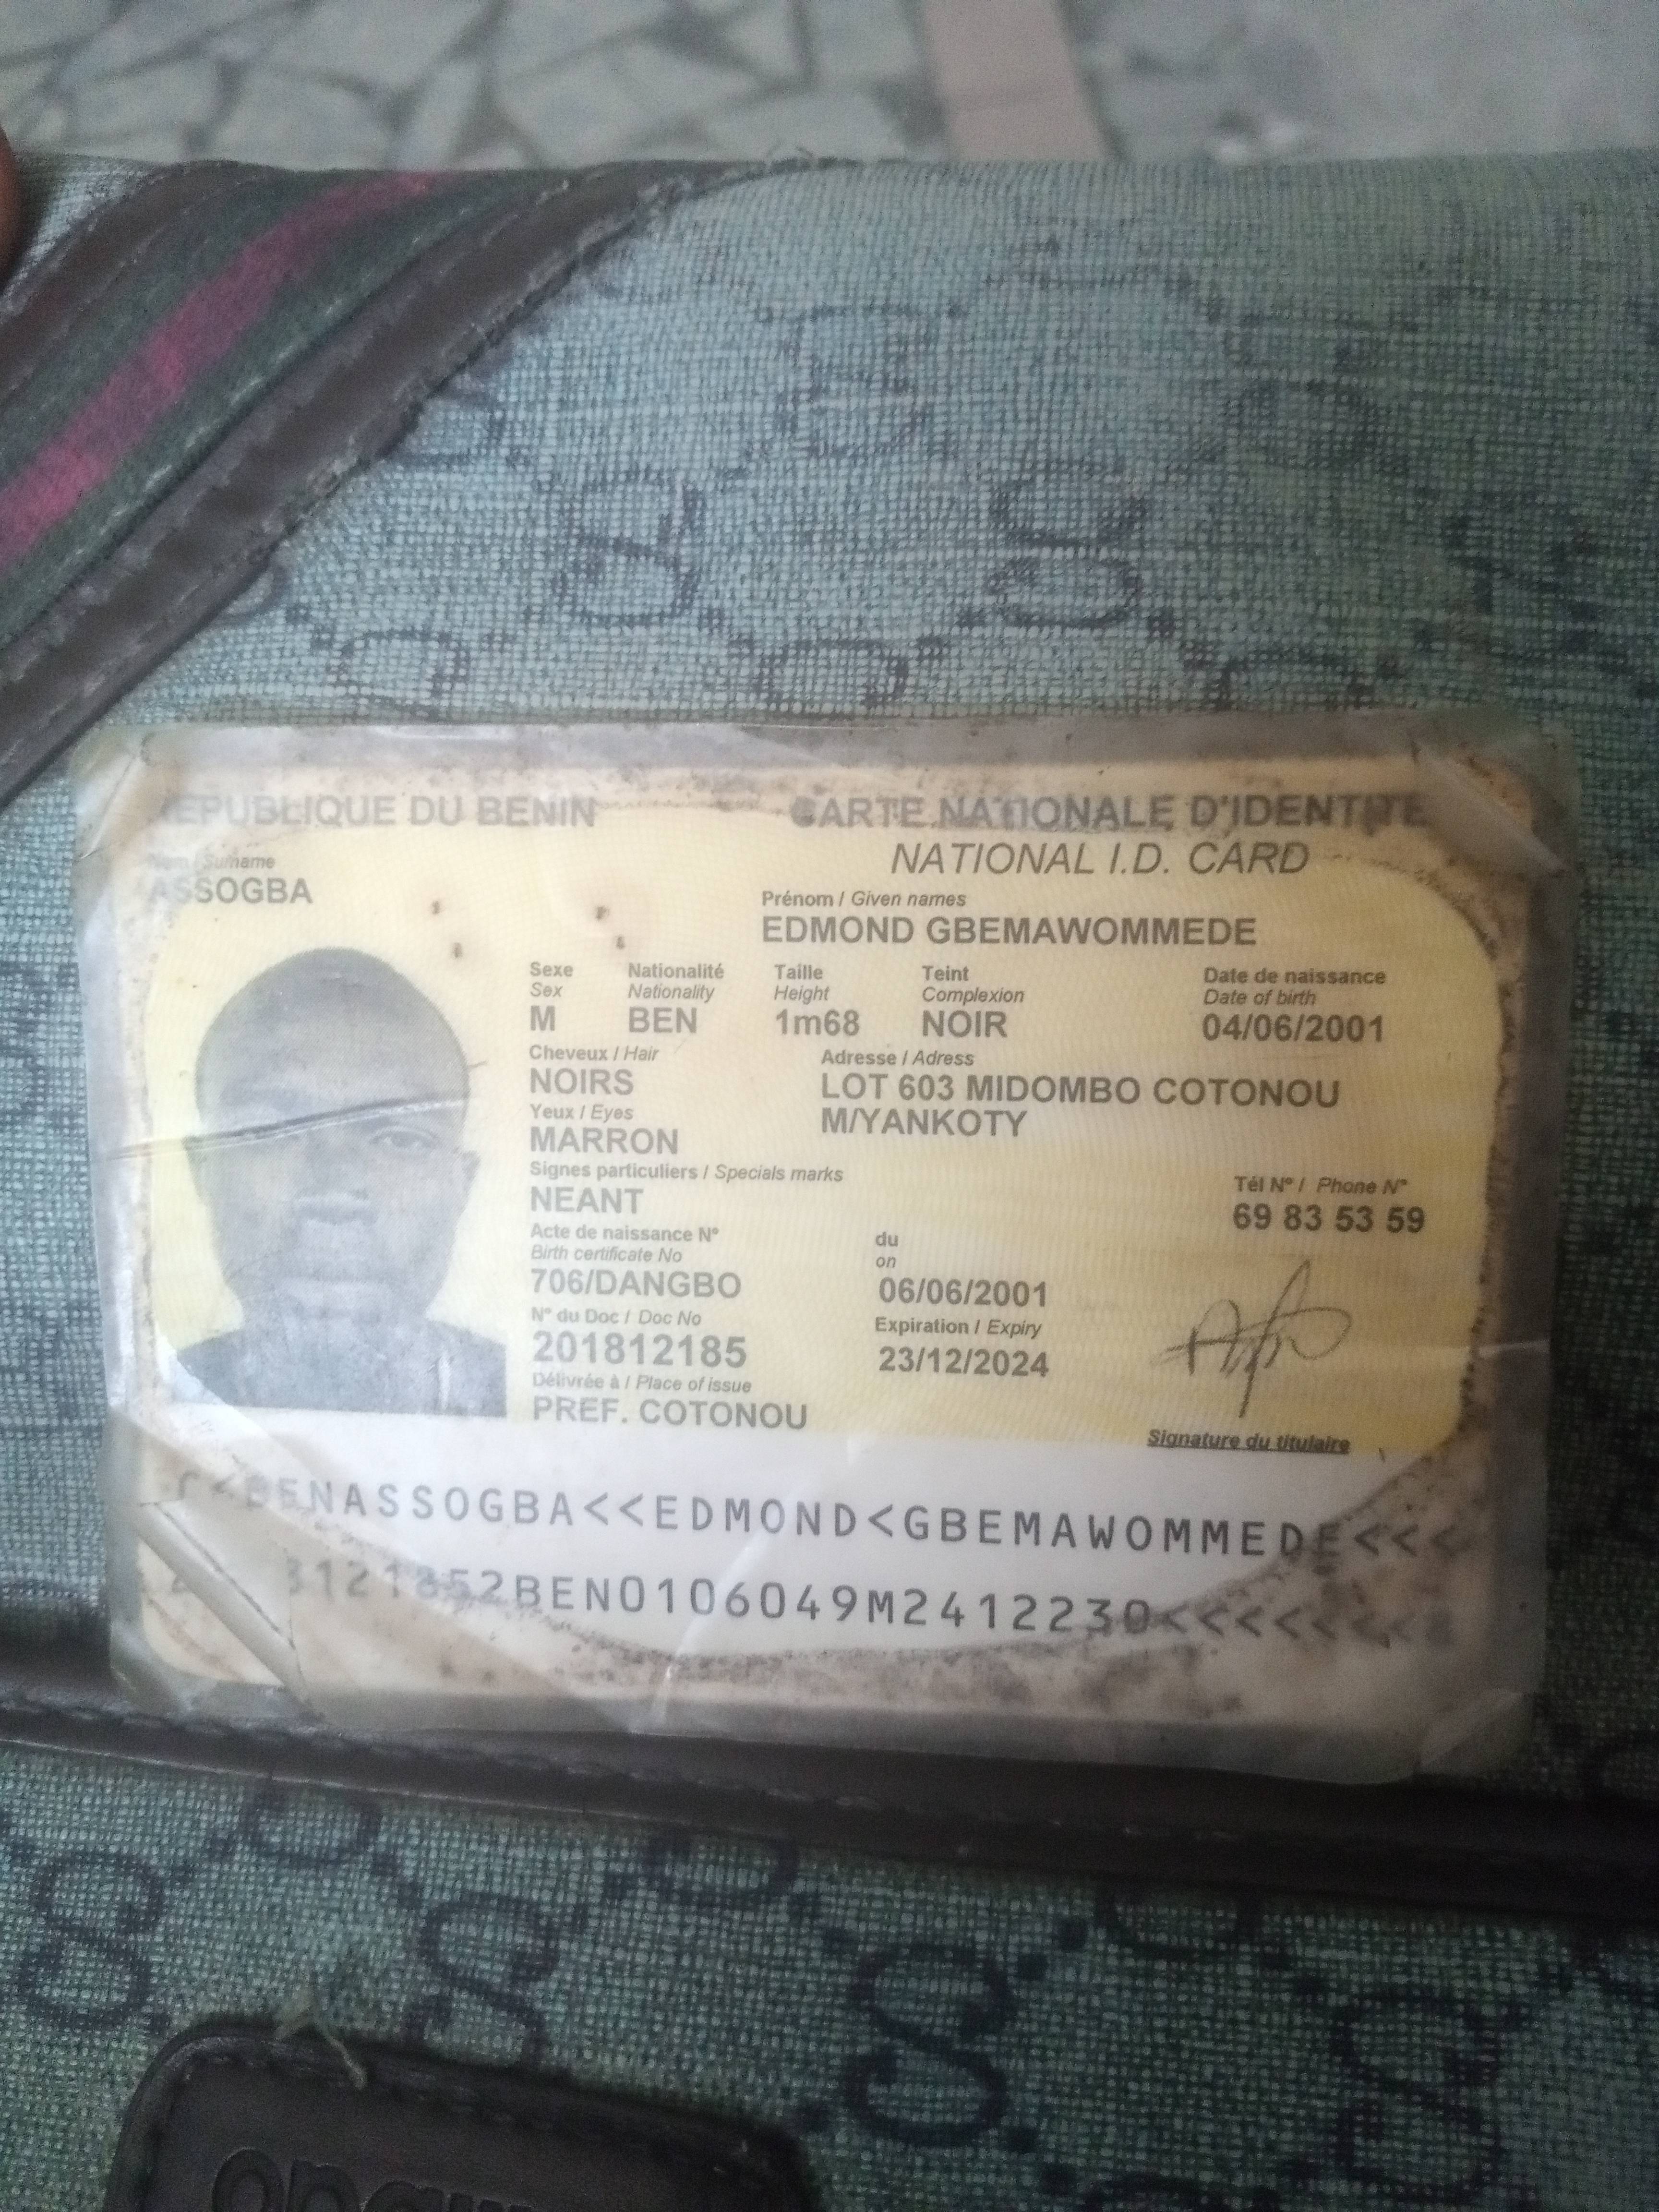 REPUBLIQUE DU BENIN
CARTE NATIONALE D'IDENTITE
NATIONAL I.D. CARD
Nom / Surname
ASSOGBA
Prénom / Given names
EDMOND GBEMAWOMMEDE
Sexe Nationalité Taille Teint Date de naissance
Sex Nationality Height Complexion Date of birth
M BEN 1m68 NOIR 04/06/2001
Cheveux / Hair
NOIRS
Adresse / Adress
LOT 603 MIDOMBO COTONOU
M/YANKOTY
Yeux / Eyes
MARRON
Signes particuliers / Specials marks
NEANT
Tél N° / Phone N°
69 83 53 59
Acte de naissance N°
Birth certificate No
706/DANGBO
du
on
06/06/2001
N° du Doc / Doc No
201812185
Expiration / Expiry
23/12/2024
Délivrée à / Place of issue
PREF. COTONOU
Signature du titulaire
<BENASSOGBA<<EDMOND<GBEMAWOMMEDE<<<
BEN0106049M2412230<<<<<<<